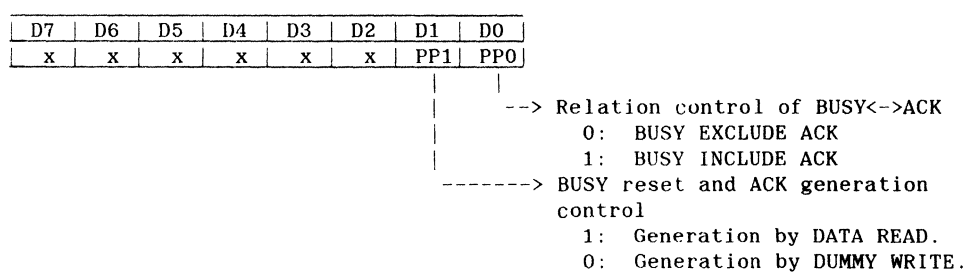 | D7 | D6 | D5 | D4 | D3 | D2 | D1 | D0 |
| x | x | x | x | x | x | PP1| PP0|
--> Relation control of BUSY<->ACK
0: BUSY EXCLUDE ACK
1: BUSY INCLUDE ACK
-------> BUSY reset and ACK generation
control
1: Generation by DATA READ.
0: Generation by DUMMY WRITE.